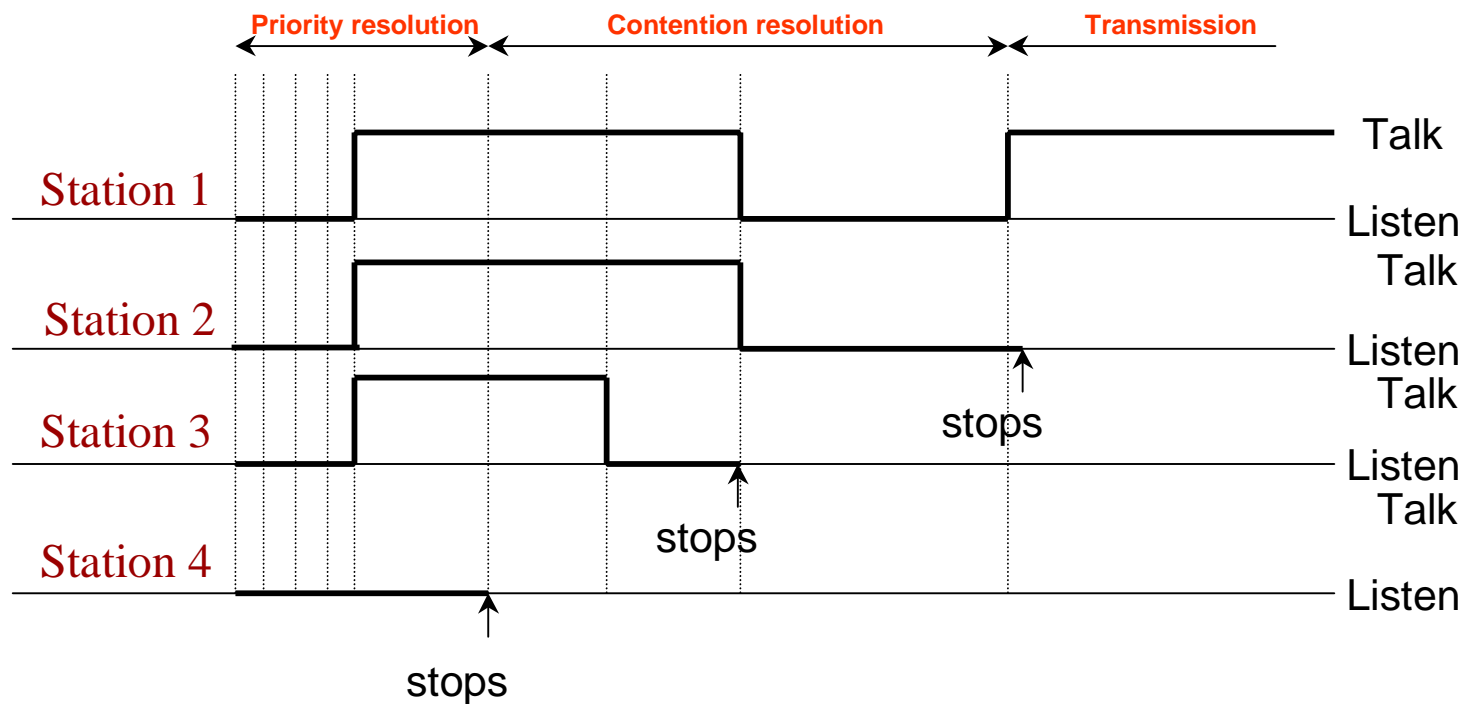 Priority resolution Contention resolution Transmission
Talk
Station 1
Listen
Talk
Station 2
Listen
Talk
stops
Station 3
Listen
Talk
stops
Station 4
Listen
stops